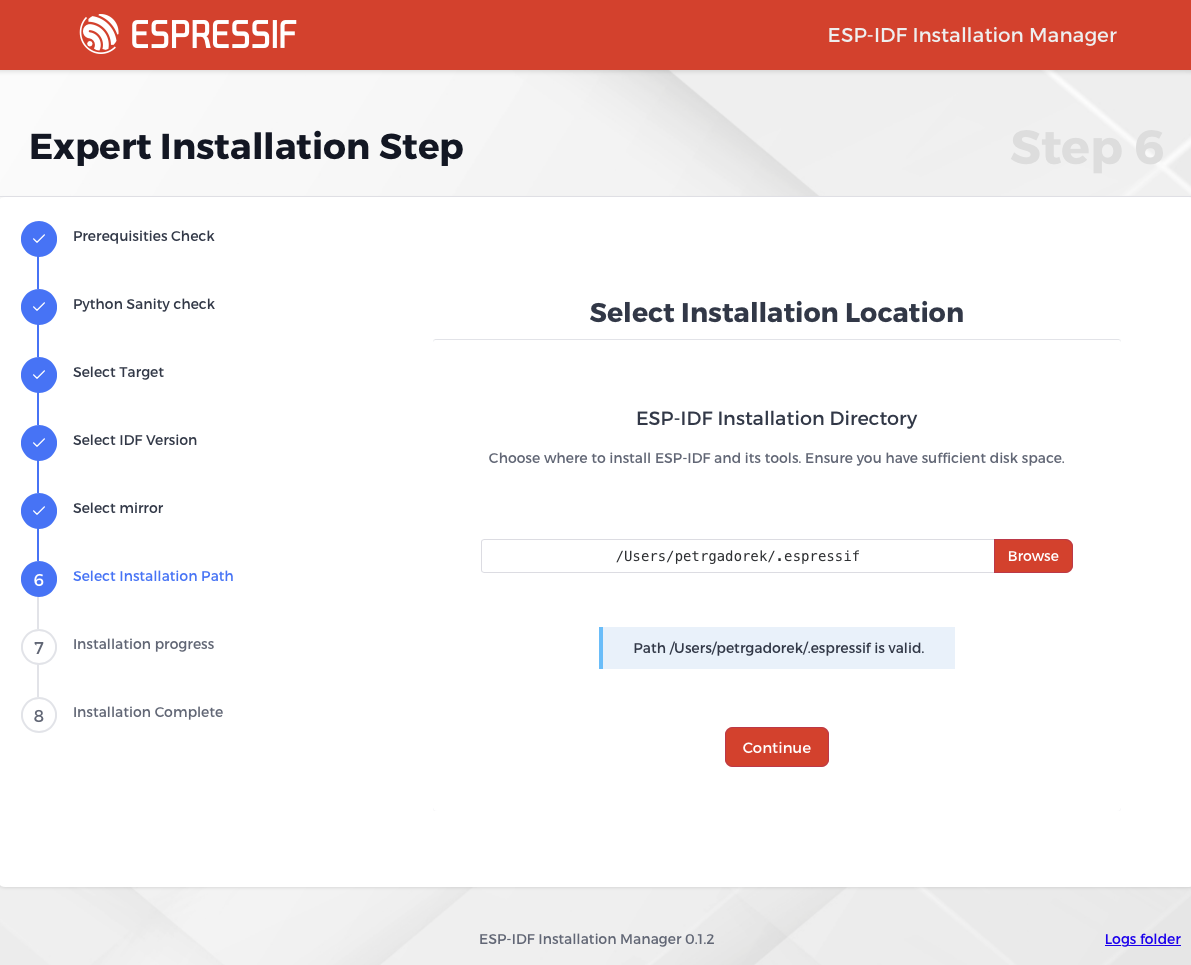 ESPRESSIF
ESP-IDF Installation Manager
Expert Installation Step
Step 6
Prerequisities Check
Python Sanity check
Select Target
Select IDF Version
Select mirror
6
Select Installation Path
7
Installation progress
8
Installation Complete
Select Installation Location
ESP-IDF Installation Directory
Choose where to install ESP-IDF and its tools. Ensure you have sufficient disk space.
/Users/petrgadorek/.espressif
Browse
Path /Users/petrgadorek/.espressif is valid.
Continue
ESP-IDF Installation Manager 0.1.2
Logs folder